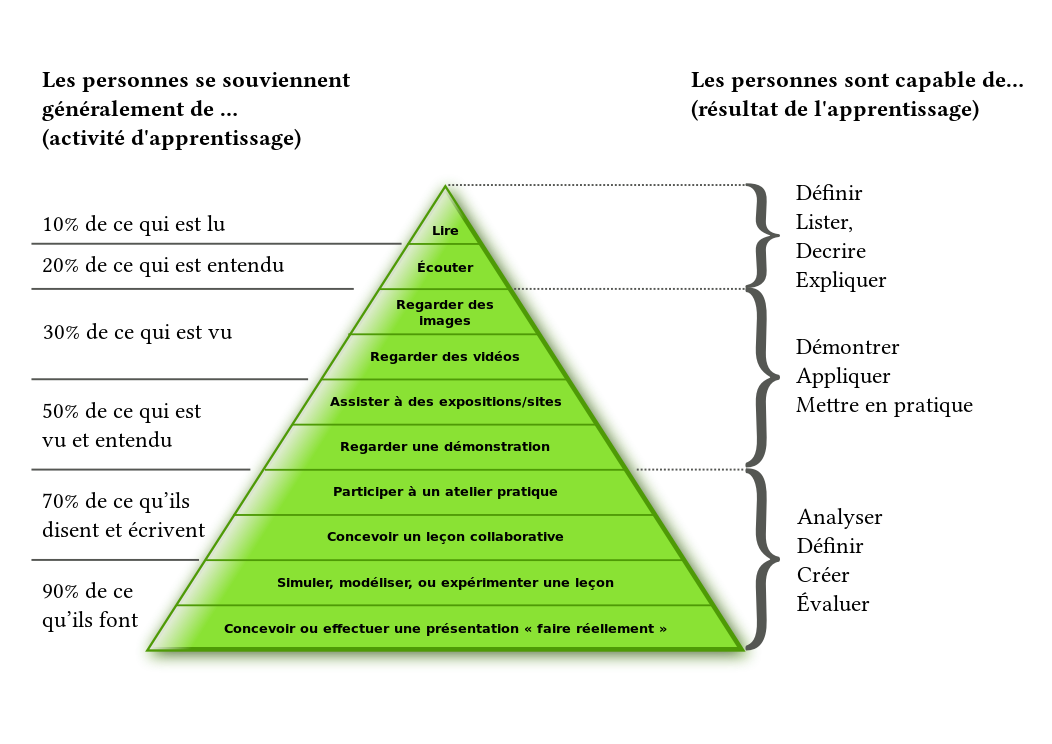 Les personnes se souviennent
généralement de ...
(activité d'apprentissage)
Les personnes sont capable de...
(résultat de l'apprentissage)
10% de ce qui est lu
20% de ce qui est entendu
30% de ce qui est vu
50% de ce qui est
vu et entendu
70% de ce qu’ils
disent et écrivent
90% de ce
qu’ils font
Lire
Écouter
Regarder des
images
Regarder des vidéos
Assister à des expositions/sites
Regarder une démonstration
Participer à un atelier pratique
Concevoir un leçon collaborative
Simuler, modéliser, ou expérimenter une leçon
Concevoir ou effectuer une présentation « faire réellement »
Définir
Lister,
Decrire
Expliquer
Démontrer
Appliquer
Mettre en pratique
Analyser
Définir
Créer
Évaluer